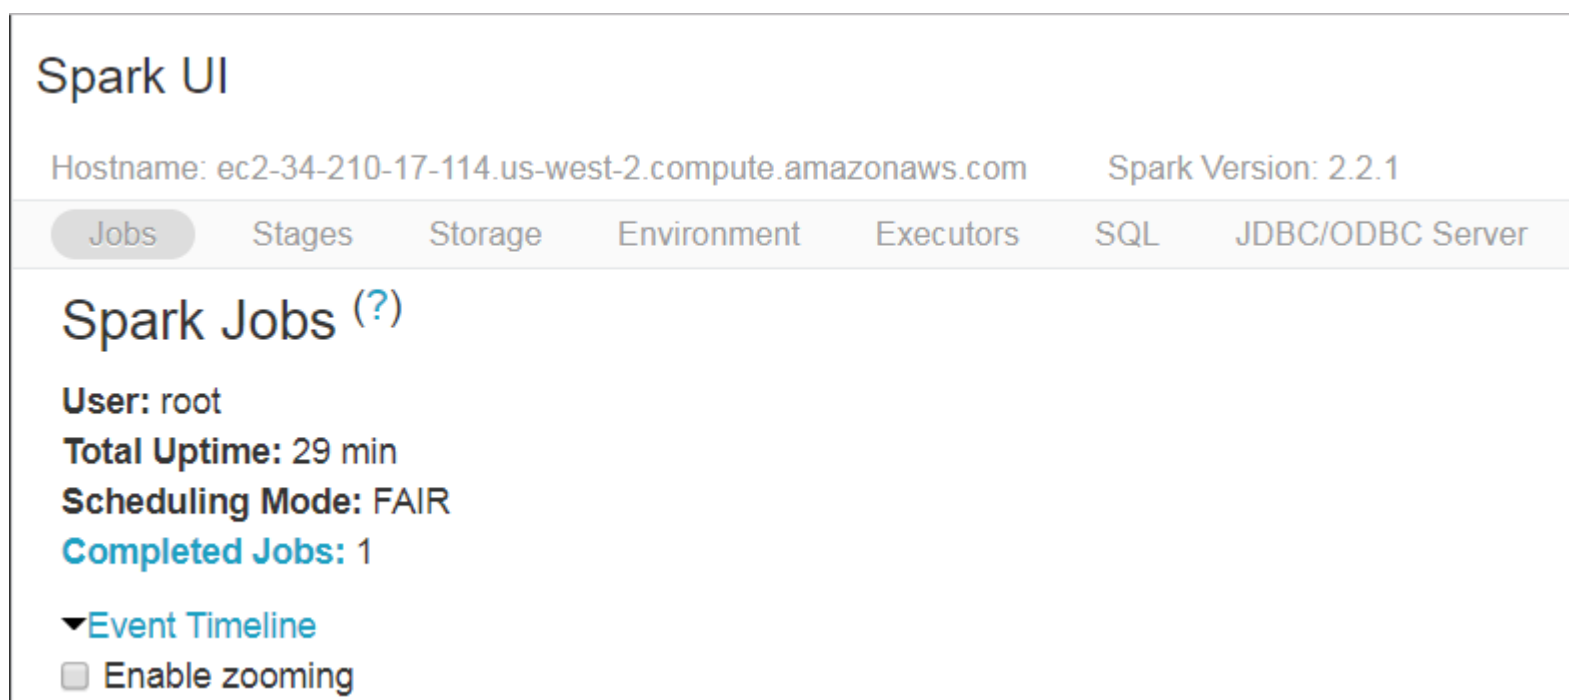 Spark UI
Hostname: ec2-34-210-17-114.us-west-2.compute.amazonaws.com Spark Version: 2.2.1
Jobs Stages Storage Environment Executors SQL JDBC/ODBC Server
Spark Jobs (?)
User: root
Total Uptime: 29 min
Scheduling Mode: FAIR
Completed Jobs: 1
Event Timeline
Enable zooming